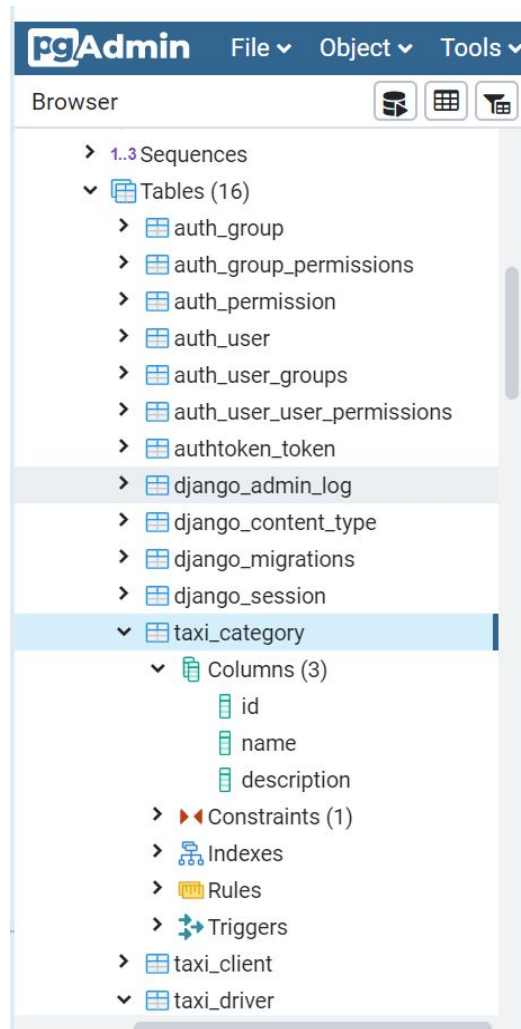 pgAdmin File Object Tools
Browser
1..3 Sequences
Tables (16)
auth_group
auth_group_permissions
auth_permission
auth_user
auth_user_groups
auth_user_user_permissions
authtoken_token
django_admin_log
django_content_type
django_migrations
django_session
taxi_category
Columns (3)
id
name
description
Constraints (1)
Indexes
Rules
Triggers
taxi_client
taxi_driver